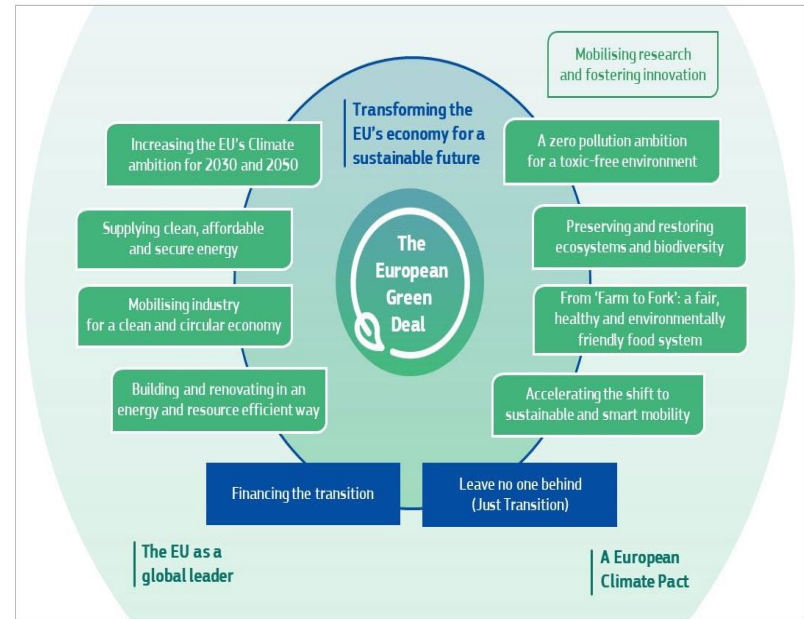 Mobilising research
and fostering innovation
Transforming the
EU's economy for a
sustainable future
Increasing the EU's Climate
ambition for 2030 and 2050
A zero pollution ambition
for a toxic-free environment
Supplying clean, affordable
and secure energy
Preserving and restoring
ecosystems and biodiversity
The
European
Green
Deal
Mobilising industry
for a clean and circular economy
From ‘Farm to Fork’: a fair,
healthy and environmentally
friendly food system
Building and renovating in an
energy and resource efficient way
Accelerating the shift to
sustainable and smart mobility
Financing the transition
Leave no one behind
(Just Transition)
The EU as a
global leader
A European
Climate Pact